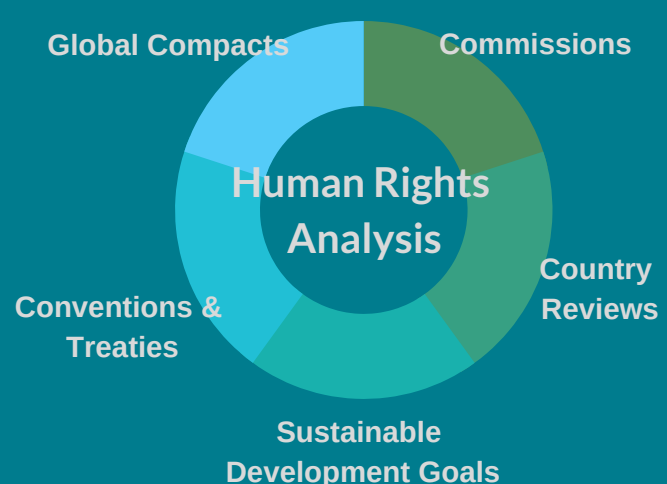 Global Compacts
Commissions
Human Rights
Analysis
Country
Reviews
Conventions &
Treaties
Sustainable
Development Goals